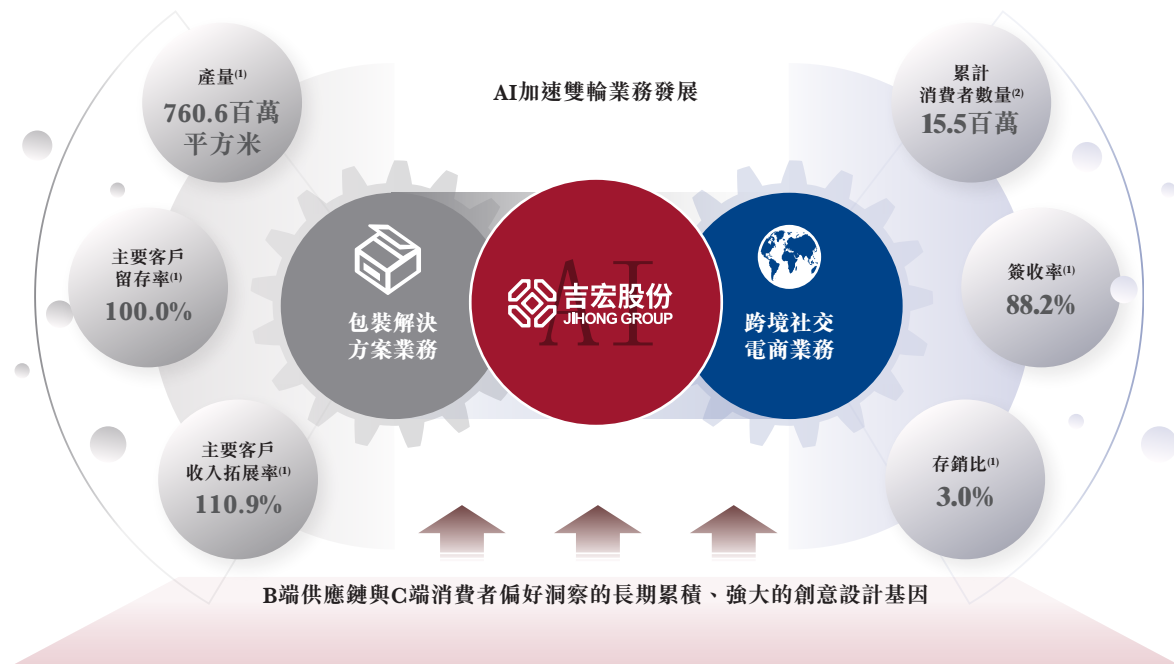 AI加速雙輪業務發展
產量(1)
760.6百萬
平方米
主要客戶
留存率(1)
100.0%
主要客戶
收入拓展率(1)
110.9%
包裝解決
方案業務
AI
吉宏股份
JIHONG GROUP
跨境社交
電商業務
累計
消費者數量(2)
15.5百萬
簽收率(1)
88.2%
存銷比(1)
3.0%
B端供應鏈與C端消費者偏好洞察的長期累積、強大的創意設計基因